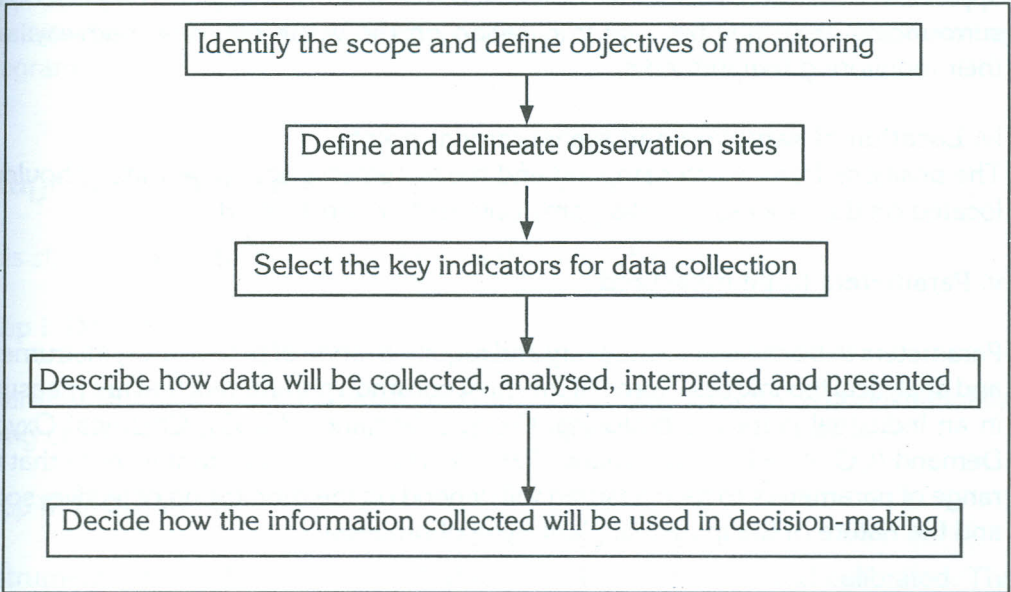 Identify the scope and define objectives of monitoring
Define and delineate observation sites
Select the key indicators for data collection
Describe how data will be collected, analysed, interpreted and presented
Decide how the information collected will be used in decision-making